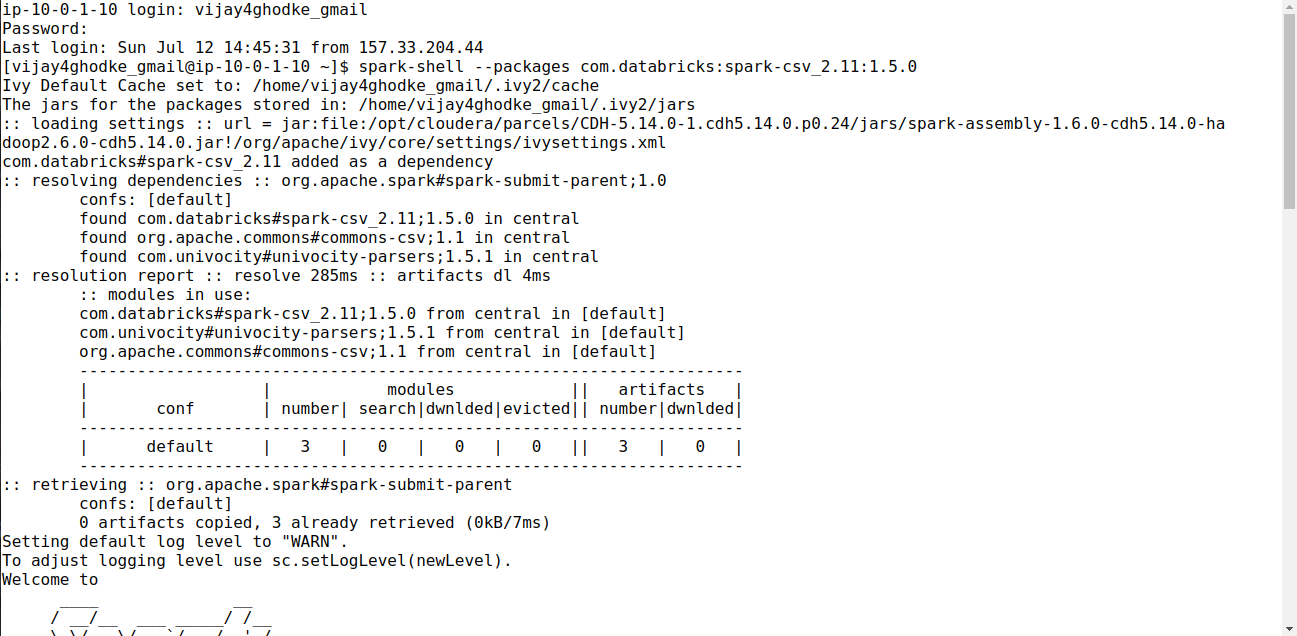 ip-10-0-1-10 login: vijay4ghodke_gmail
Password:
Last login: Sun Jul 12 14:45:31 from 157.33.204.44
[vijay4ghodke_gmail@ip-10-0-1-10 ~]$ spark-shell --packages com.databricks:spark-csv_2.11:1.5.0
Ivy Default Cache set to: /home/vijay4ghodke_gmail/.ivy2/cache
The jars for the packages stored in: /home/vijay4ghodke_gmail/.ivy2/jars
:: loading settings :: url = jar:file:/opt/cloudera/parcels/CDH-5.14.0-1.cdh5.14.0.p0.24/jars/spark-assembly-1.6.0-cdh5.14.0-ha
doop2.6.0-cdh5.14.0.jar!/org/apache/ivy/core/settings/ivysettings.xml
com.databricks#spark-csv_2.11 added as a dependency
:: resolving dependencies :: org.apache.spark#spark-submit-parent;1.0
        confs: [default]
        found com.databricks#spark-csv_2.11;1.5.0 in central
        found org.apache.commons#commons-csv;1.1 in central
        found com.univocity#univocity-parsers;1.5.1 in central
:: resolution report :: resolve 285ms :: artifacts dl 4ms
        :: modules in use:
        com.databricks#spark-csv_2.11;1.5.0 from central in [default]
        com.univocity#univocity-parsers;1.5.1 from central in [default]
        org.apache.commons#commons-csv;1.1 from central in [default]
        ---------------------------------------------------------------------
        |                  |            modules            ||   artifacts   |
        |       conf       | number| search|dwnlded|evicted|| number|dwnlded|
        ---------------------------------------------------------------------
        |      default     |   3   |   0   |   0   |   0   ||   3   |   0   |
        ---------------------------------------------------------------------
:: retrieving :: org.apache.spark#spark-submit-parent
        confs: [default]
        0 artifacts copied, 3 already retrieved (0kB/7ms)
Setting default log level to "WARN".
To adjust logging level use sc.setLogLevel(newLevel).
Welcome to